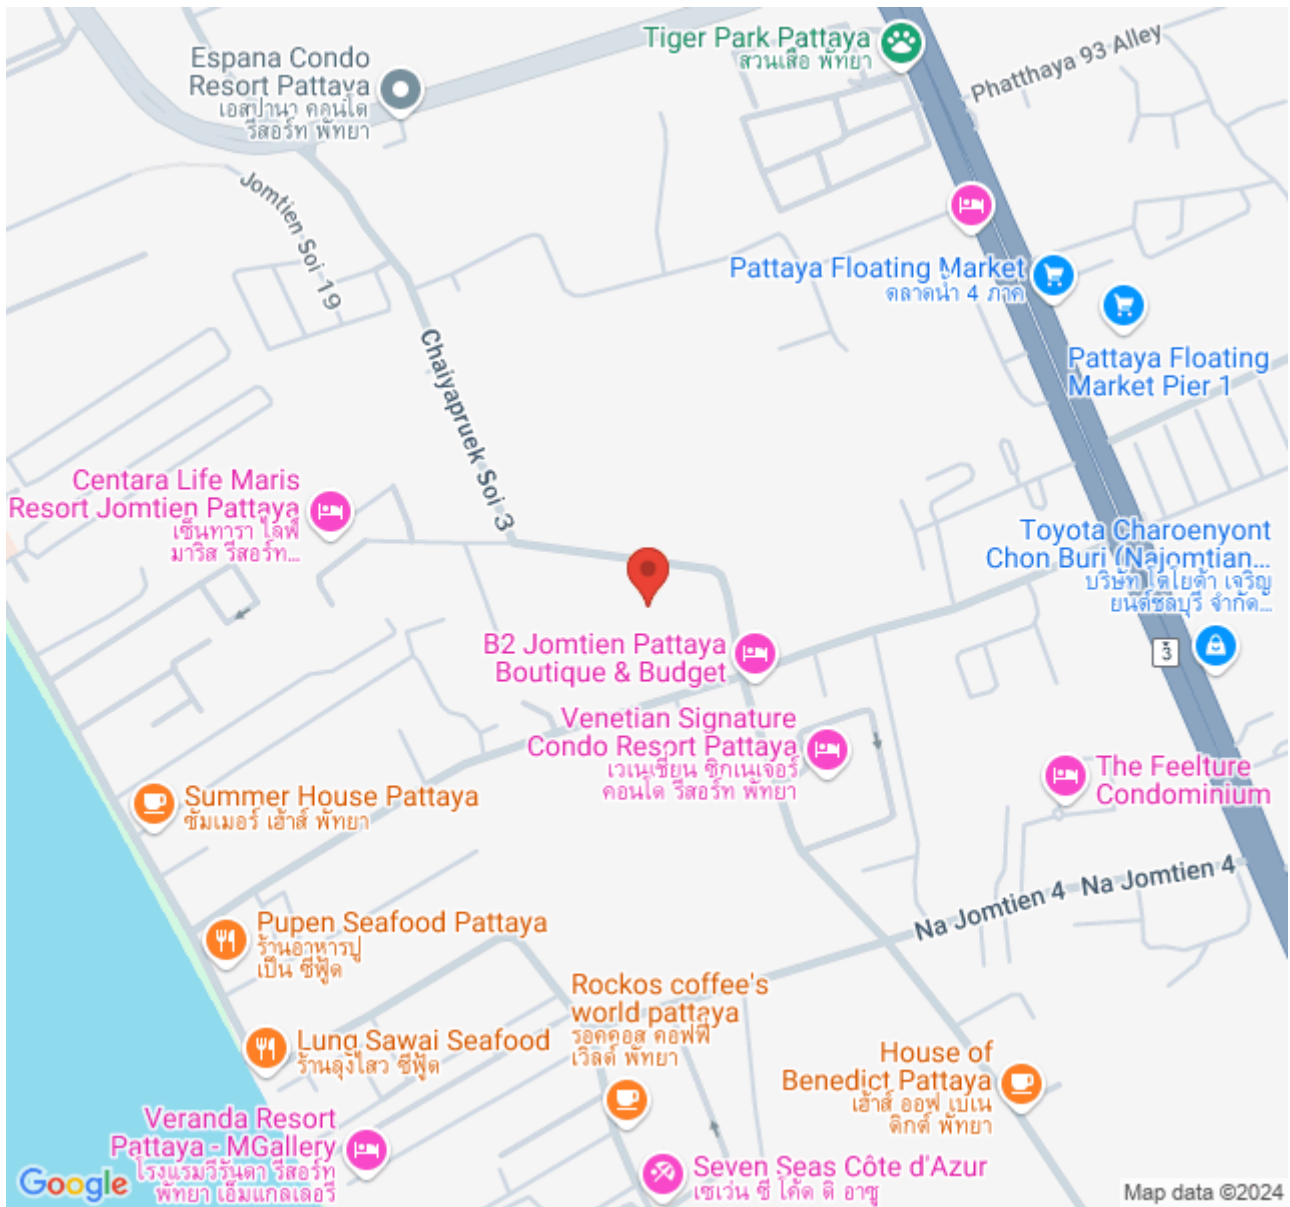 Tiger Park Pattaya
สวนเสือ พัทยา
Phatthaya 93 Alley
Espana Condo
Resort Pattaya
เอสปานา คอนโด
รีสอร์ท พัทยา
Jomtien Soi 19
Pattaya Floating Market
ตลาดน้ำ 4 ภาค
Pattaya Floating
Market Pier 1
Chaiyapruek Soi 3
Centara Life Maris
Resort Jomtien Pattaya
เซ็นทารา ไลฟ์
มาริส รีสอร์ท...
Toyota Charoenyont
Chon Buri (Najomtian...
บริษัท โตโยต้า เจริญ
ยนต์ชลบุรี จำกัด...
3
B2 Jomtien Pattaya
Boutique & Budget
Venetian Signature
Condo Resort Pattaya
เวเนเชี่ยน ซิกเนเจอร์
คอนโด รีสอร์ท พัทยา
The Feelture
Condominium
Summer House Pattaya
ซัมเมอร์ เฮ้าส์ พัทยา
Na Jomtien 4
Na Jomtien 4
Pupen Seafood Pattaya
ร้านอาหารปู
เป็น ซีฟู้ด
Rockos coffee's
world pattaya
รอคคอส คอฟฟี่
เวิลด์ พัทยา
Lung Sawai Seafood
ร้านลุงไสว ซีฟู้ด
House of
Benedict Pattaya
เฮ้าส์ ออฟ เบเน
ดิกต์ พัทยา
Veranda Resort
Pattaya - MGallery
โรงแรมวีรันดา รีสอร์ท
พัทยา เอ็มแกลเลอรี
Seven Seas Côte d'Azur
เซเว่น ซี โค้ด ดิ อาซู
Google
Map data ©2024